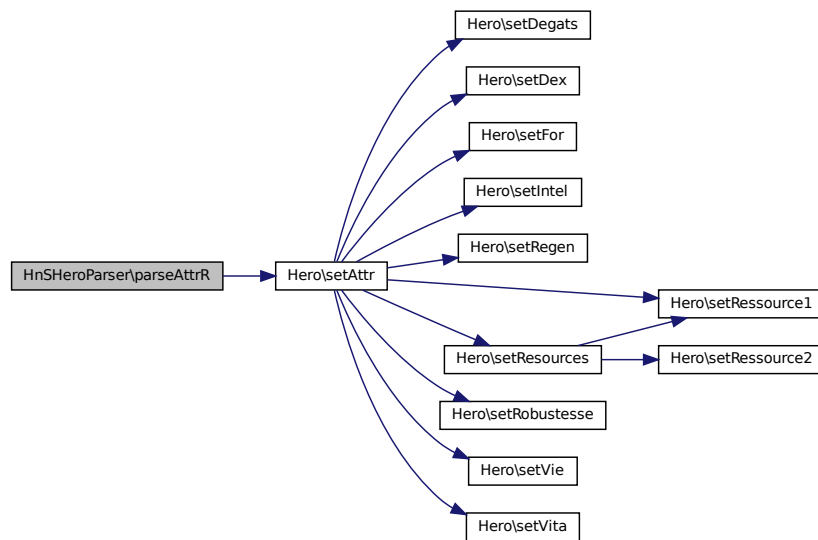 Hero\setDegats
Hero\setDex
Hero\setFor
Hero\setIntel
Hero\setRegen
HnSHeroParser\parseAttrR
Hero\setAttr
Hero\setRessource1
Hero\setResources
Hero\setRessource2
Hero\setRobustesse
Hero\setVie
Hero\setVita